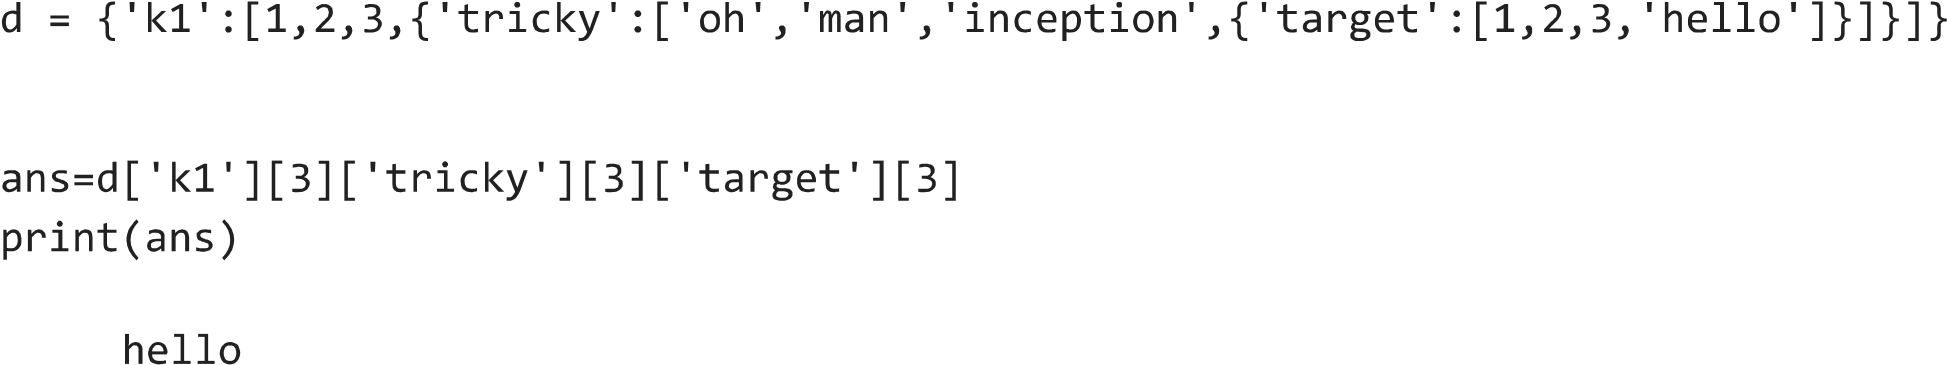 d = {'k1':[1,2,3,{'tricky':['oh','man','inception',{'target':[1,2,3,'hello']}]}]}
ans=d['k1'][3]['tricky'][3]['target'][3]
print(ans)
hello